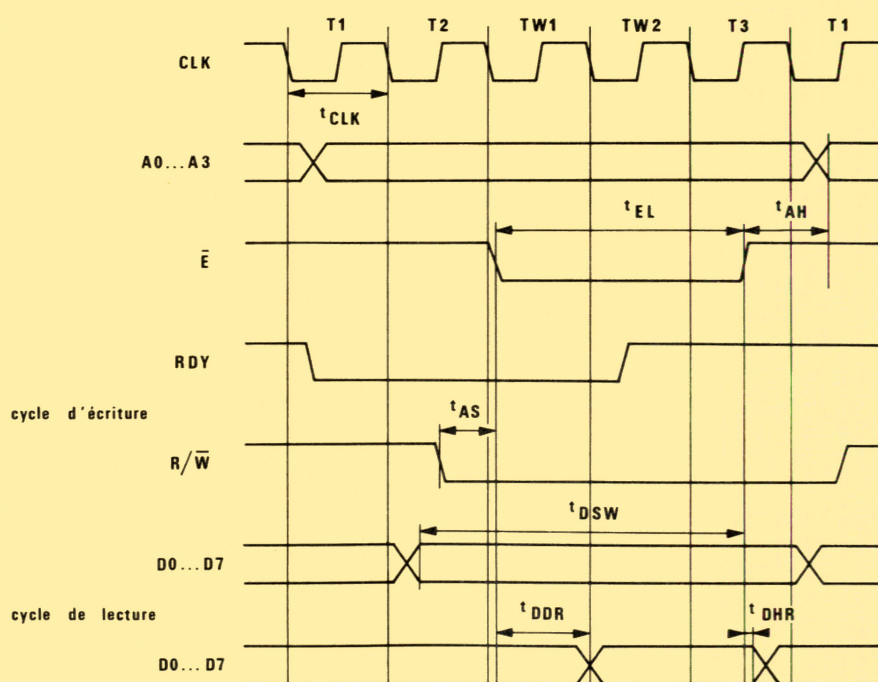 T1 T2 TW1 TW2 T3 T1
CLK
tCLK
A0...A3
tEL tAH
E̅
RDY
cycle d'écriture
tAS
R/W̅
tDSW
D0...D7
cycle de lecture
tDDR tDHR
D0...D7